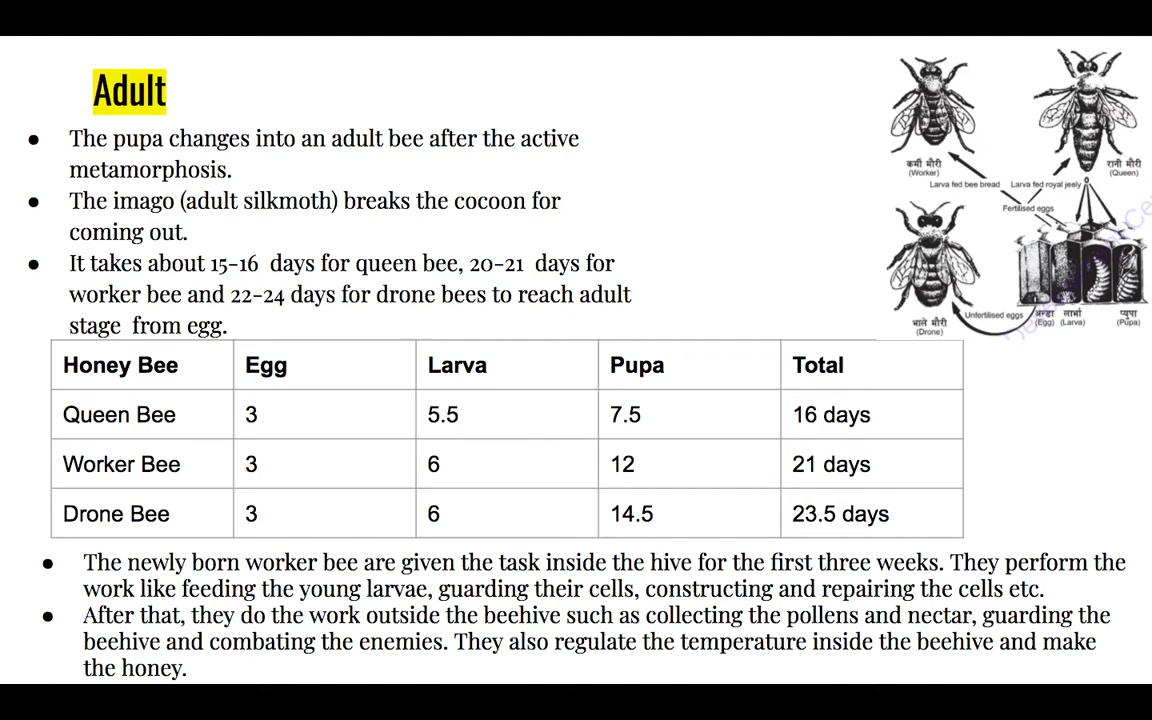 Adult
● The pupa changes into an adult bee after the active
metamorphosis.
● The imago (adult silkmoth) breaks the cocoon for
coming out.
● It takes about 15-16 days for queen bee, 20-21 days for
worker bee and 22-24 days for drone bees to reach adult
stage from egg.
कर्मी मौरी
(Worker)
रानी मौरी
(Queen)
Larva fed bee bread Larva fed royal jeely
Fertilised eggs
Unfertilised eggs
भाले मौरी
(Drone)
अण्डा लार्भा प्युपा
(Egg) (Larva) (Pupa)
Honey Bee Egg Larva Pupa Total
Queen Bee 3 5.5 7.5 16 days
Worker Bee 3 6 12 21 days
Drone Bee 3 6 14.5 23.5 days
● The newly born worker bee are given the task inside the hive for the first three weeks. They perform the
work like feeding the young larvae, guarding their cells, constructing and repairing the cells etc.
● After that, they do the work outside the beehive such as collecting the pollens and nectar, guarding the
beehive and combating the enemies. They also regulate the temperature inside the beehive and make
the honey.